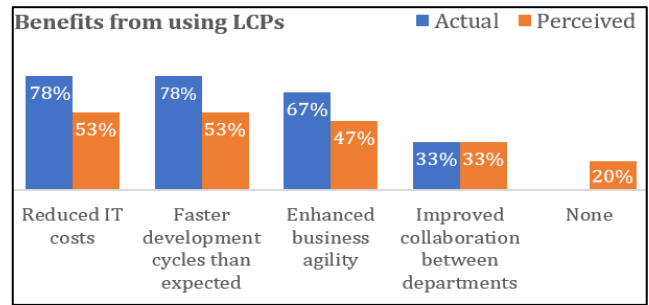 Benefits from using LCPs
Actual Perceived
78% 53% 78% 53% 67% 47% 33% 33% 20%
Reduced IT
costs
Faster
development
cycles than
expected
Enhanced
business
agility
Improved
collaboration
between
departments
None